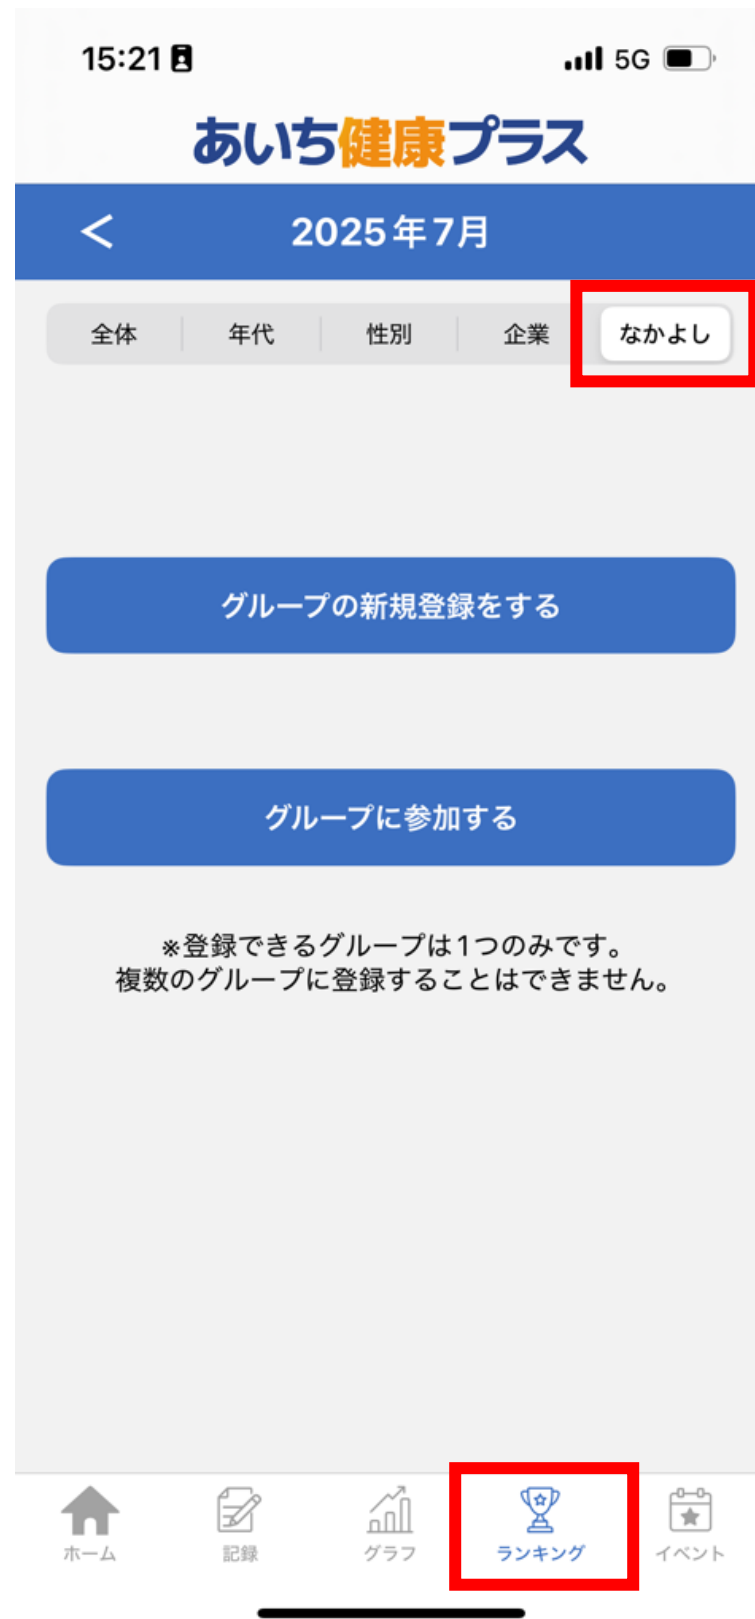 15:21 5G
あいち健康プラス
< 2025年7月
全体 年代 性別 企業 なかよし
グループの新規登録をする
グループに参加する
※登録できるグループは1つのみです。
複数のグループに登録することはできません。
ホーム 記録 グラフ ランキング イベント